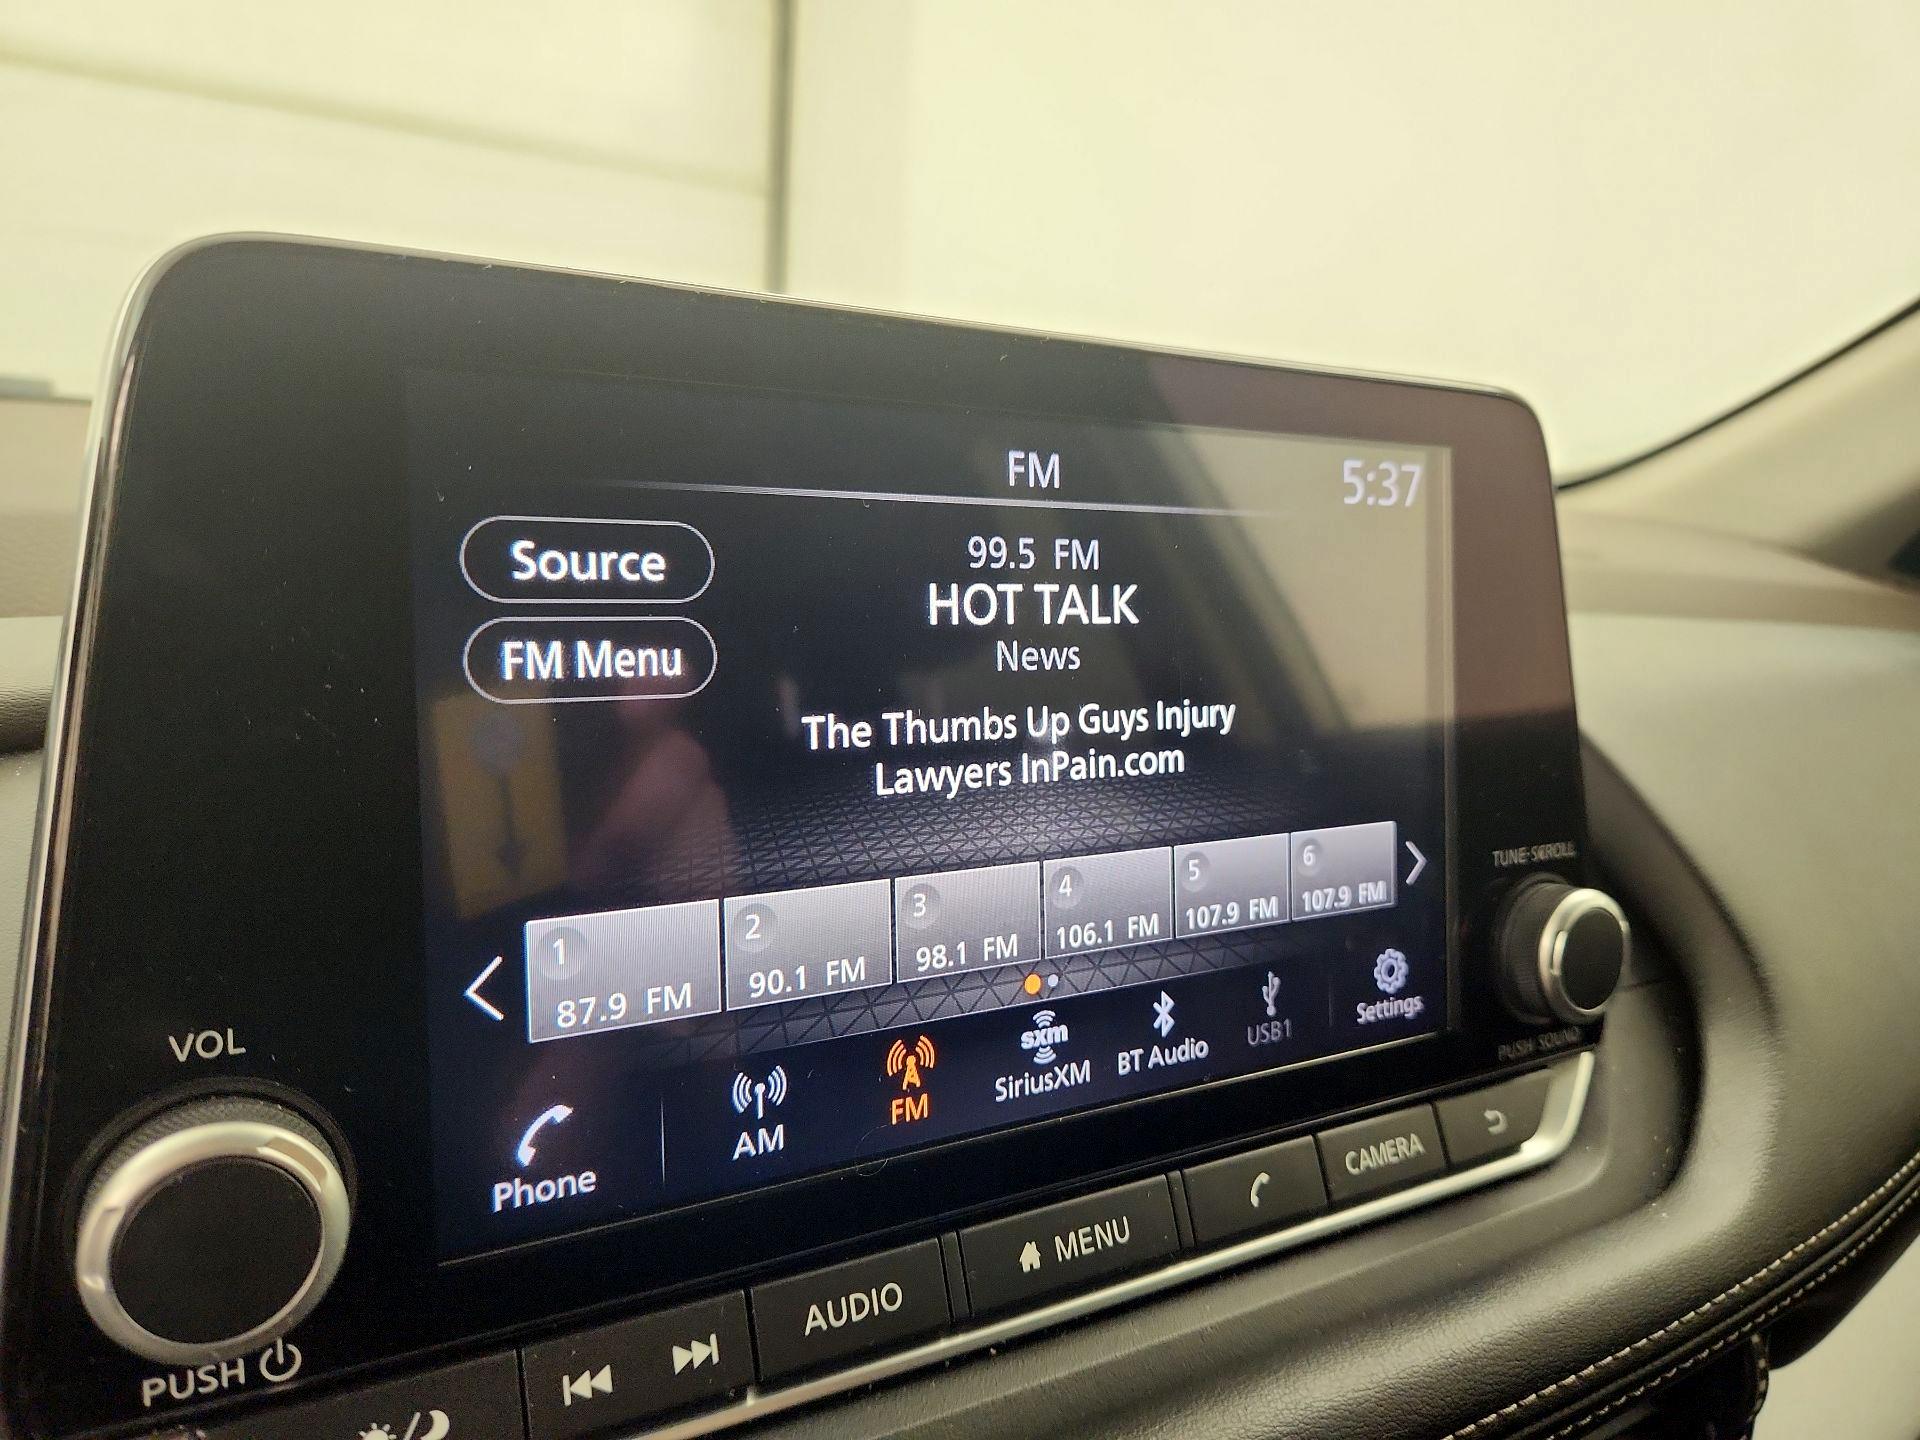 FM
5:37
Source
99.5 FM
HOT TALK
FM Menu
News
The Thumbs Up Guys Injury
Lawyers InPain.com
1
87.9 FM
2
90.1 FM
3
98.1 FM
4
106.1 FM
5
107.9 FM
6
107.9 FM
Phone
AM
FM
sxm
SiriusXM
BT Audio
USB1
Settings
VOL
PUSH
TUNE·SCROLL
PUSH SOUND
AUDIO
MENU
CAMERA